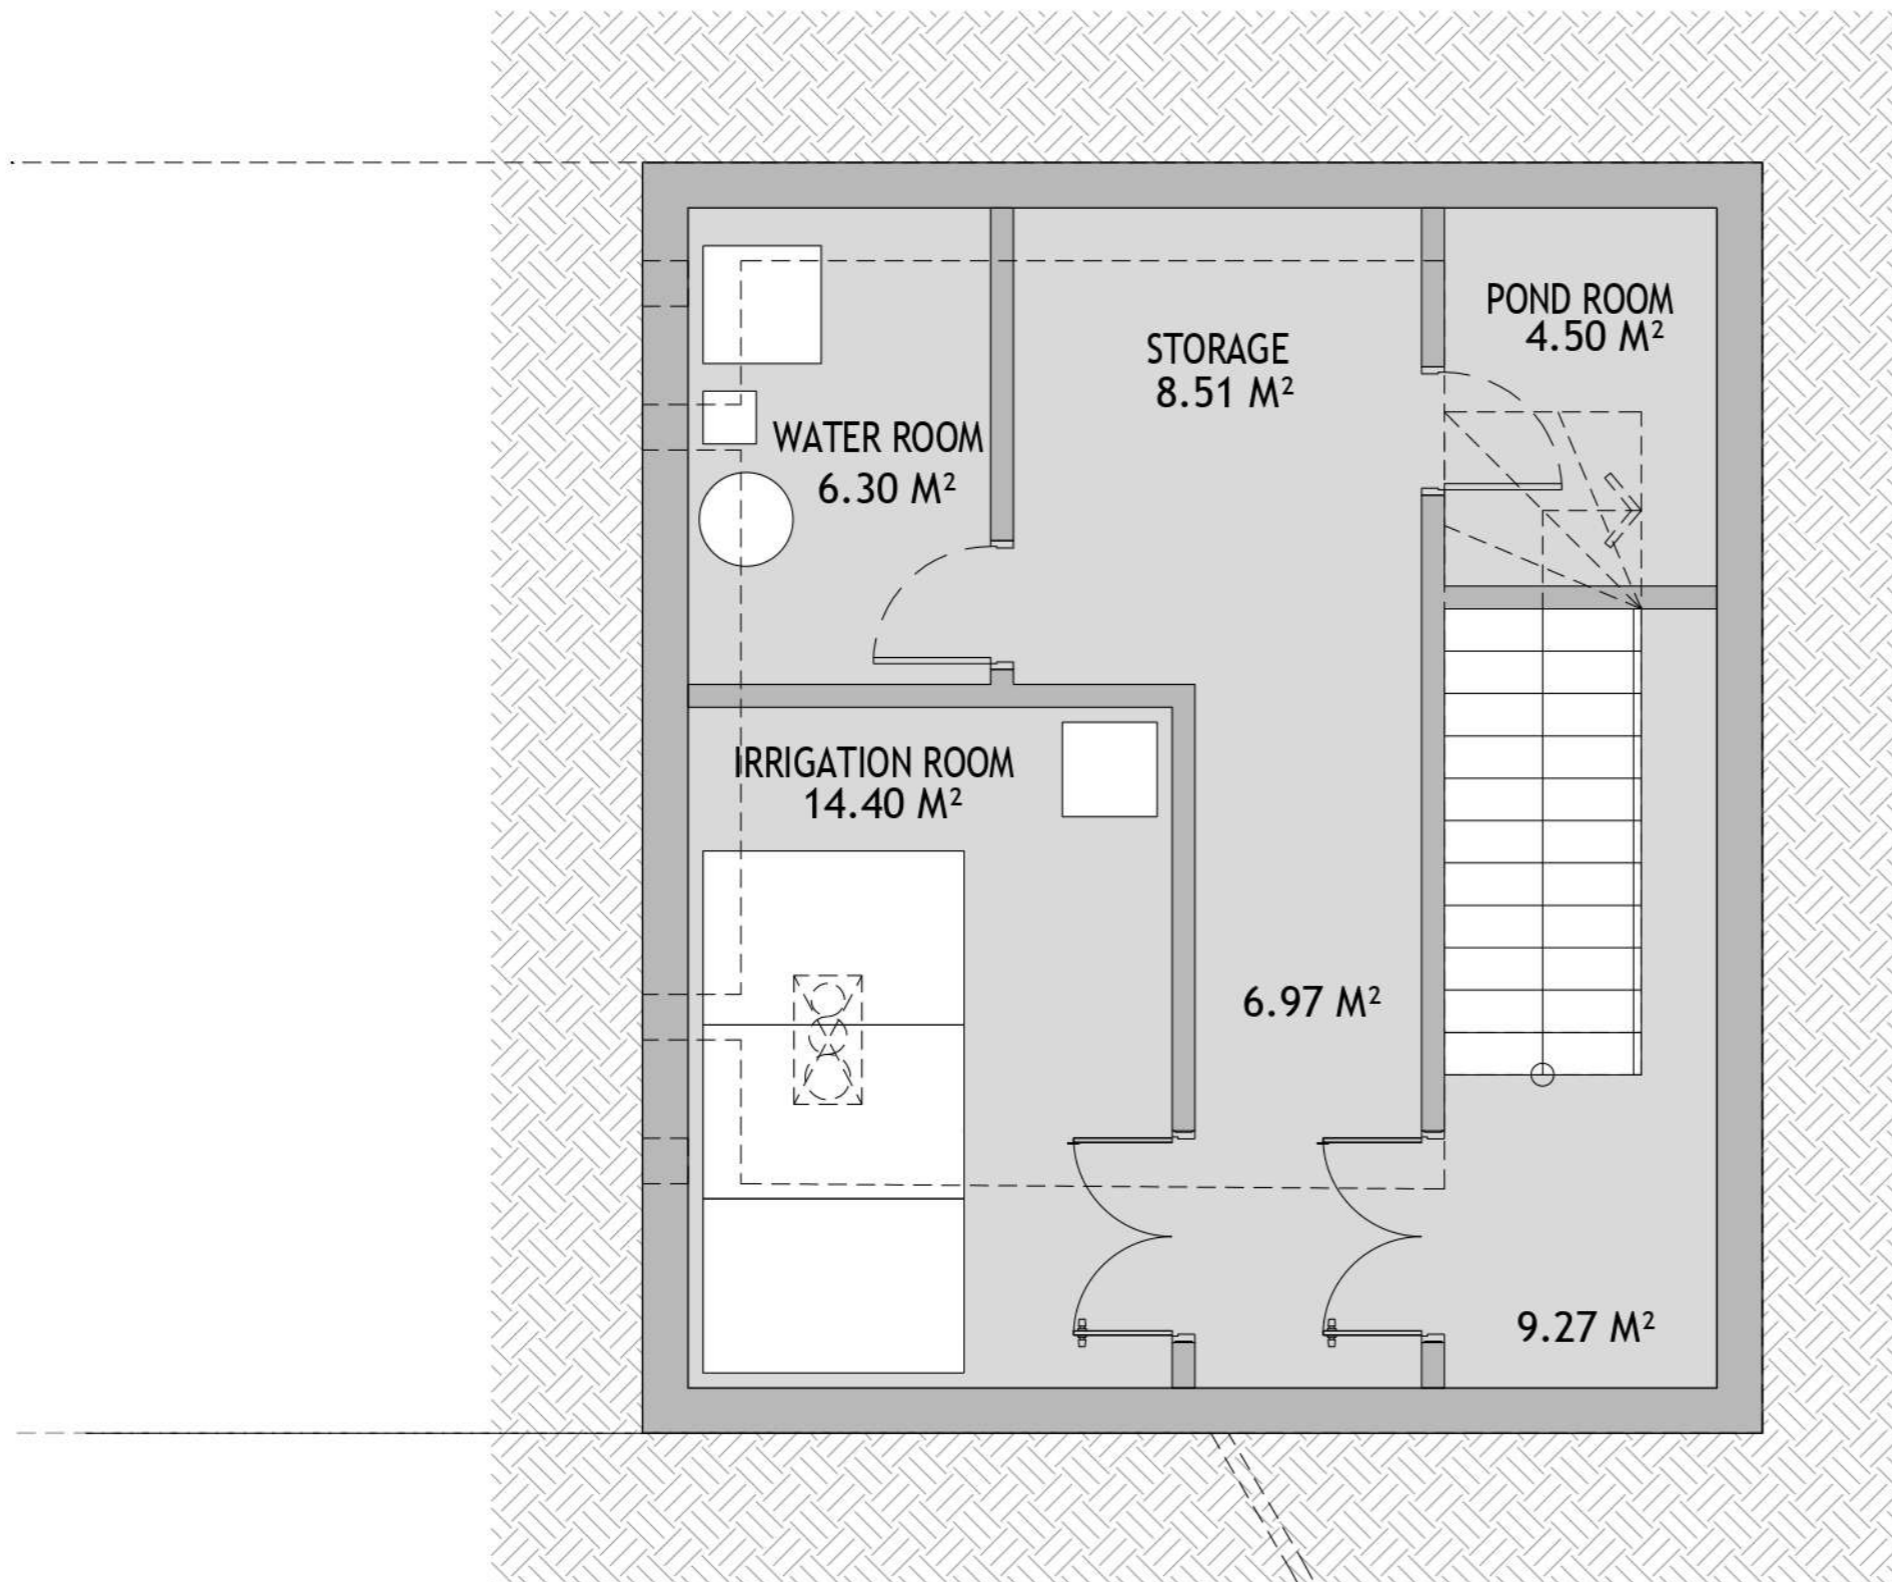 POND ROOM
4.50 M²
STORAGE
8.51 M²
WATER ROOM
6.30 M²
IRRIGATION ROOM
14.40 M²
6.97 M²
9.27 M²